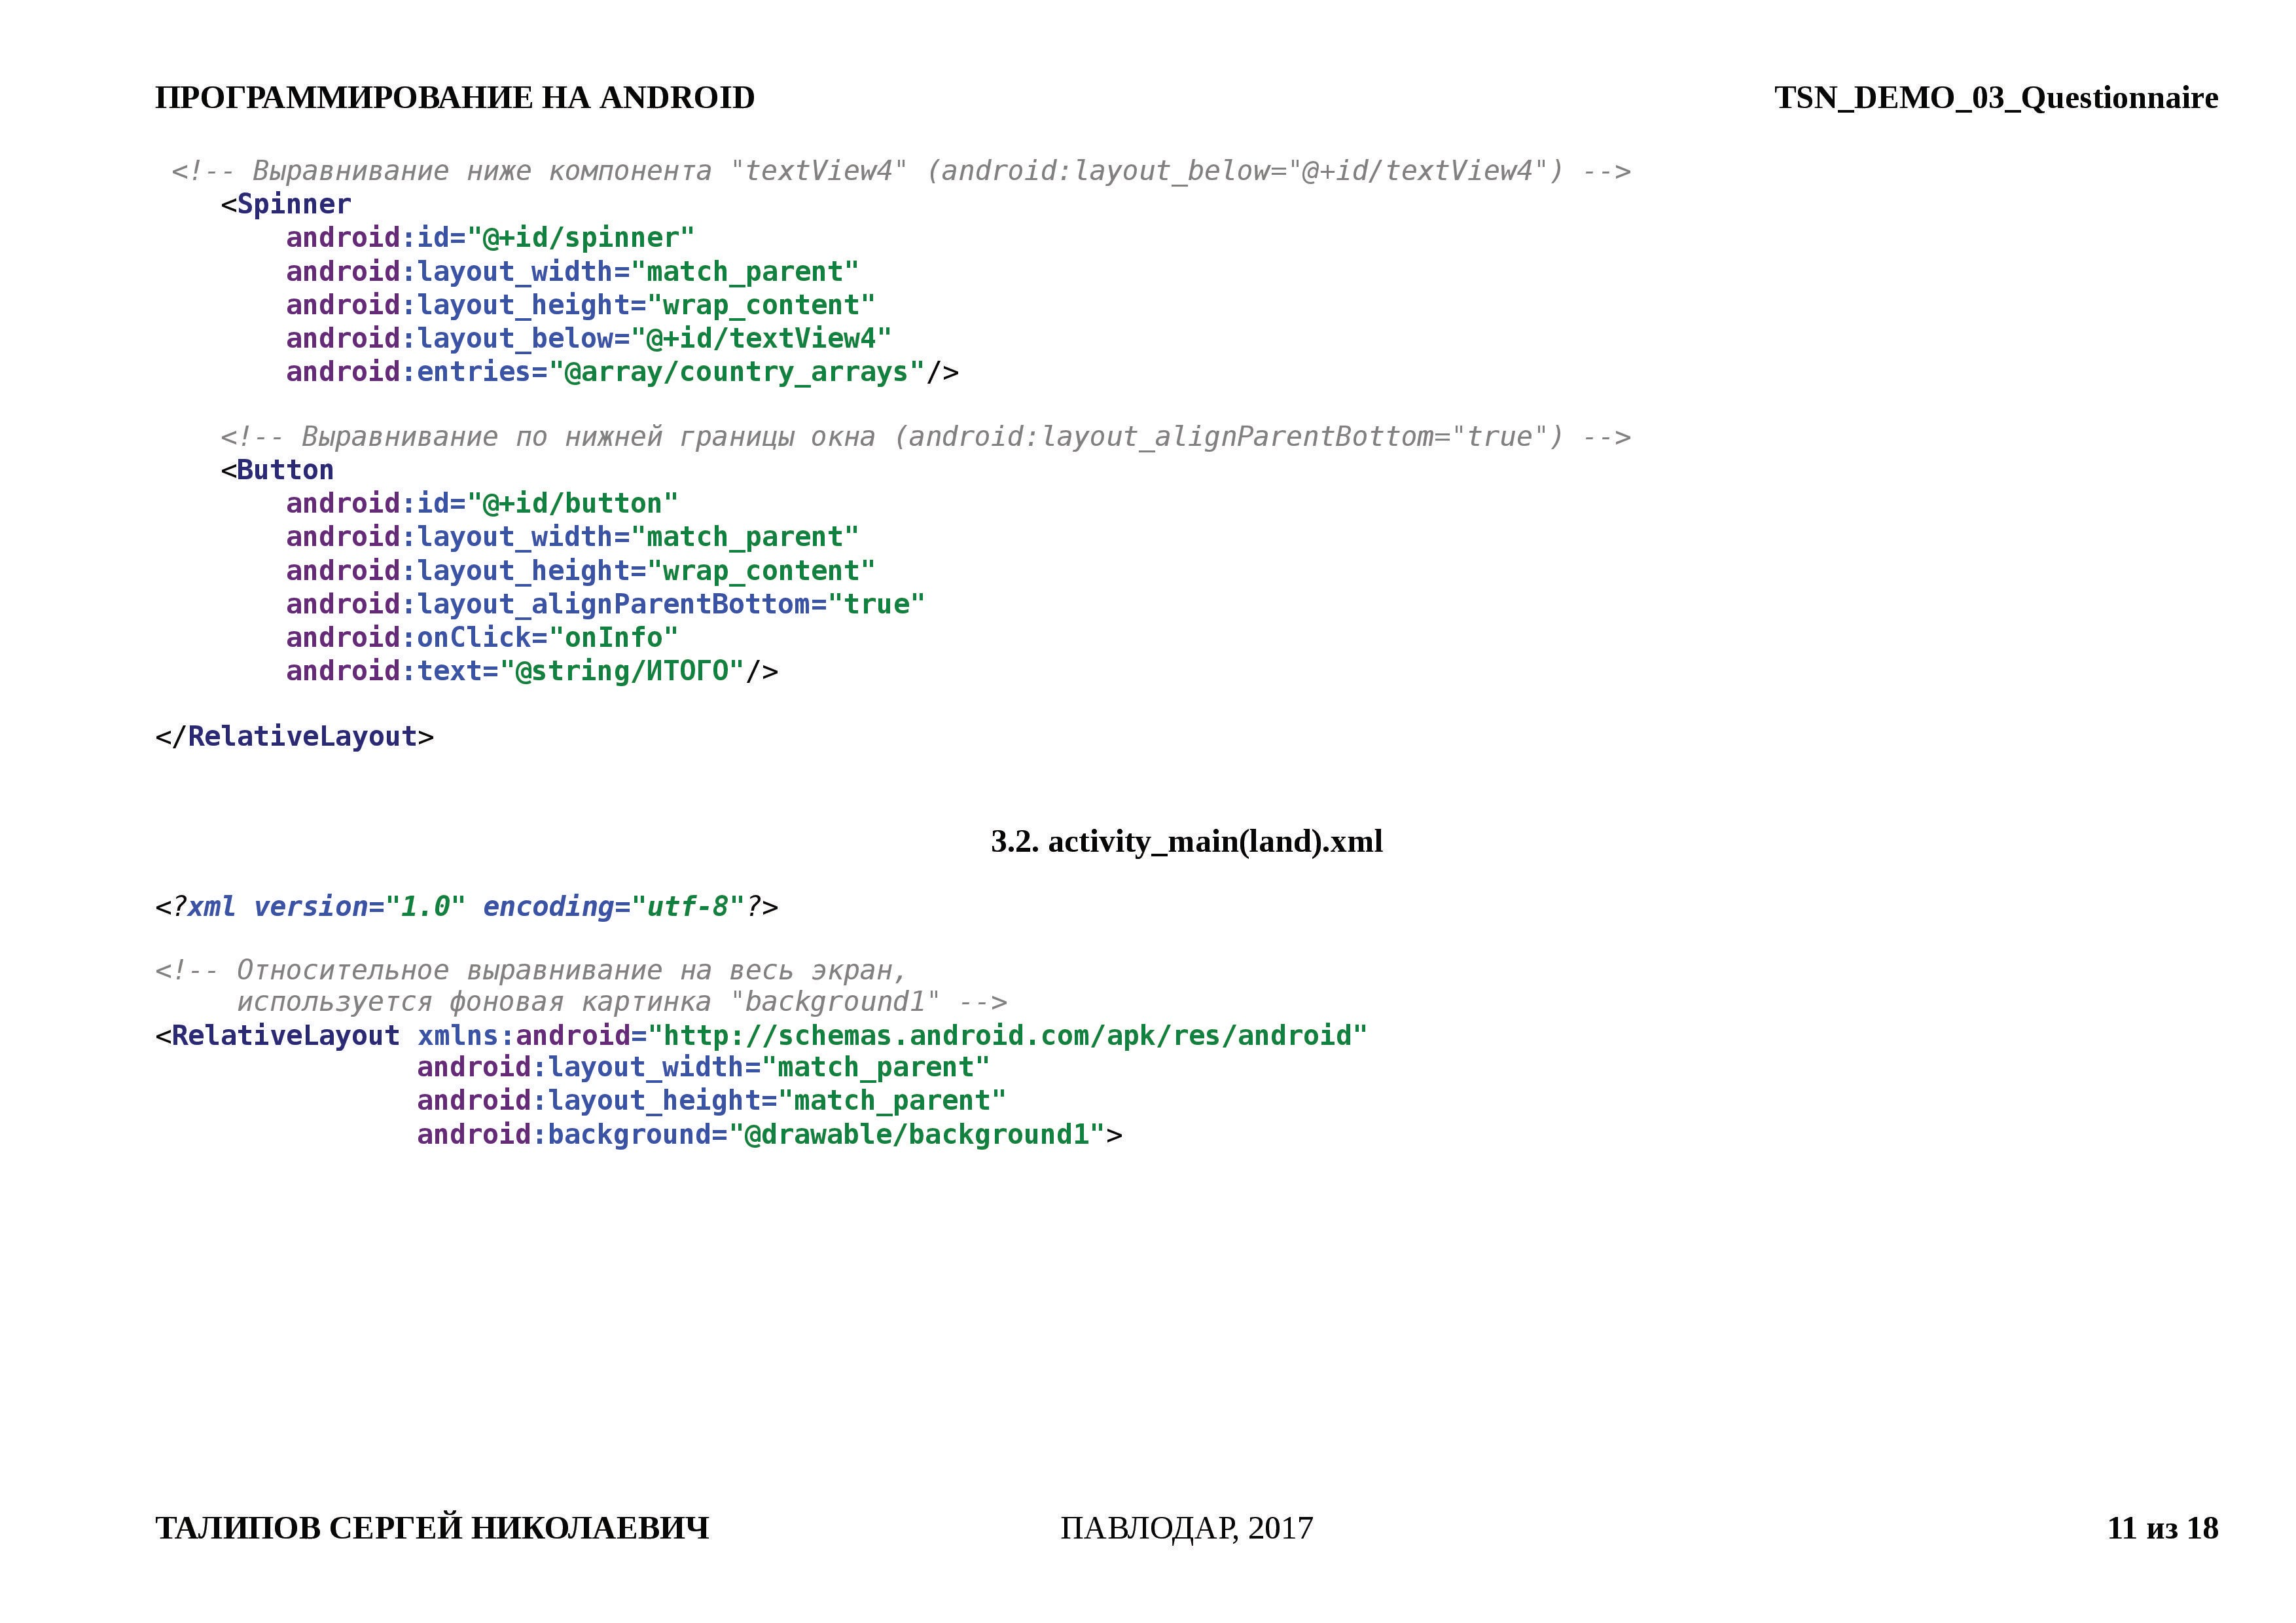 ПРОГРАММИРОВАНИЕ НА ANDROID TSN_DEMO_03_Questionnaire
<!-- Выравнивание ниже компонента "textView4" (android:layout_below="@+id/textView4") -->
<Spinner
android:id="@+id/spinner"
android:layout_width="match_parent"
android:layout_height="wrap_content"
android:layout_below="@+id/textView4"
android:entries="@array/country_arrays"/>
<!-- Выравнивание по нижней границы окна (android:layout_alignParentBottom="true") -->
<Button
android:id="@+id/button"
android:layout_width="match_parent"
android:layout_height="wrap_content"
android:layout_alignParentBottom="true"
android:onClick="onInfo"
android:text="@string/ИТОГО"/>
</RelativeLayout>
3.2. activity_main(land).xml
<?xml version="1.0" encoding="utf-8"?>
<!-- Относительное выравнивание на весь экран,
используется фоновая картинка "background1" -->
<RelativeLayout xmlns:android="http://schemas.android.com/apk/res/android"
android:layout_width="match_parent"
android:layout_height="match_parent"
android:background="@drawable/background1">
ТАЛИПОВ СЕРГЕЙ НИКОЛАЕВИЧ ПАВЛОДАР, 2017 11 из 18